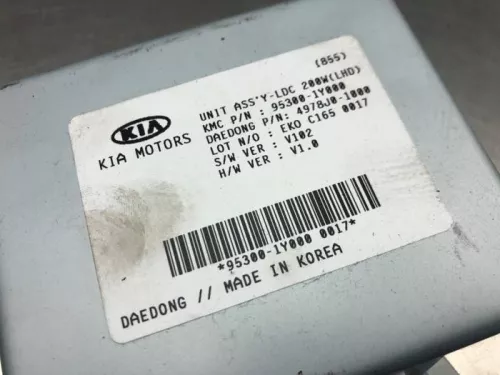 (855)
UNIT ASS'Y-LDC 200W(LHD)
KMC P/N : 95300-1Y000
DAEDONG P/N: 4978J0-1000
LOT N/O : EKO C165 0017
S/W VER : V102
H/W VER : V1.0
KIA
KIA MOTORS
*95300-1Y000 0017*
DAEDONG // MADE IN KOREA